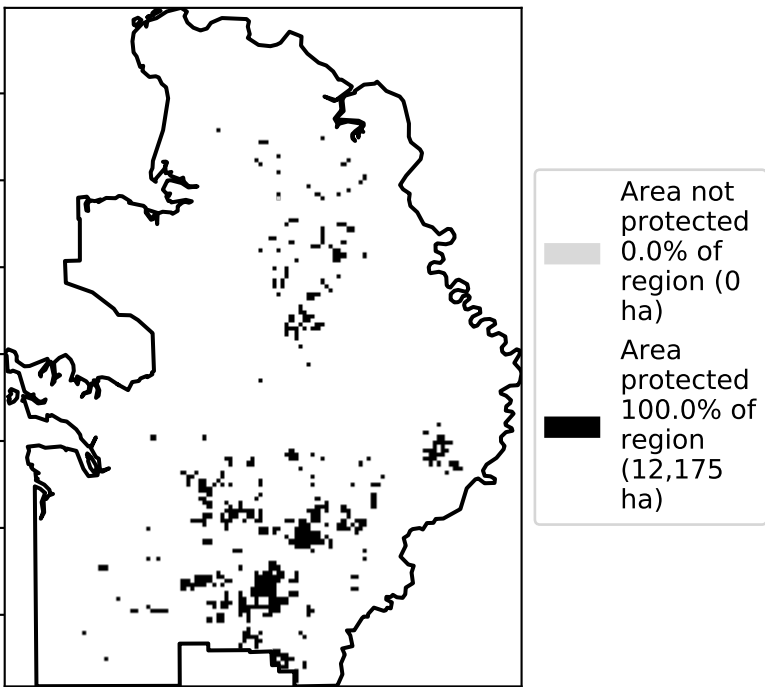 Area not
protected
0.0% of
region (0
ha)
Area
protected
100.0% of
region
(12,175
ha)